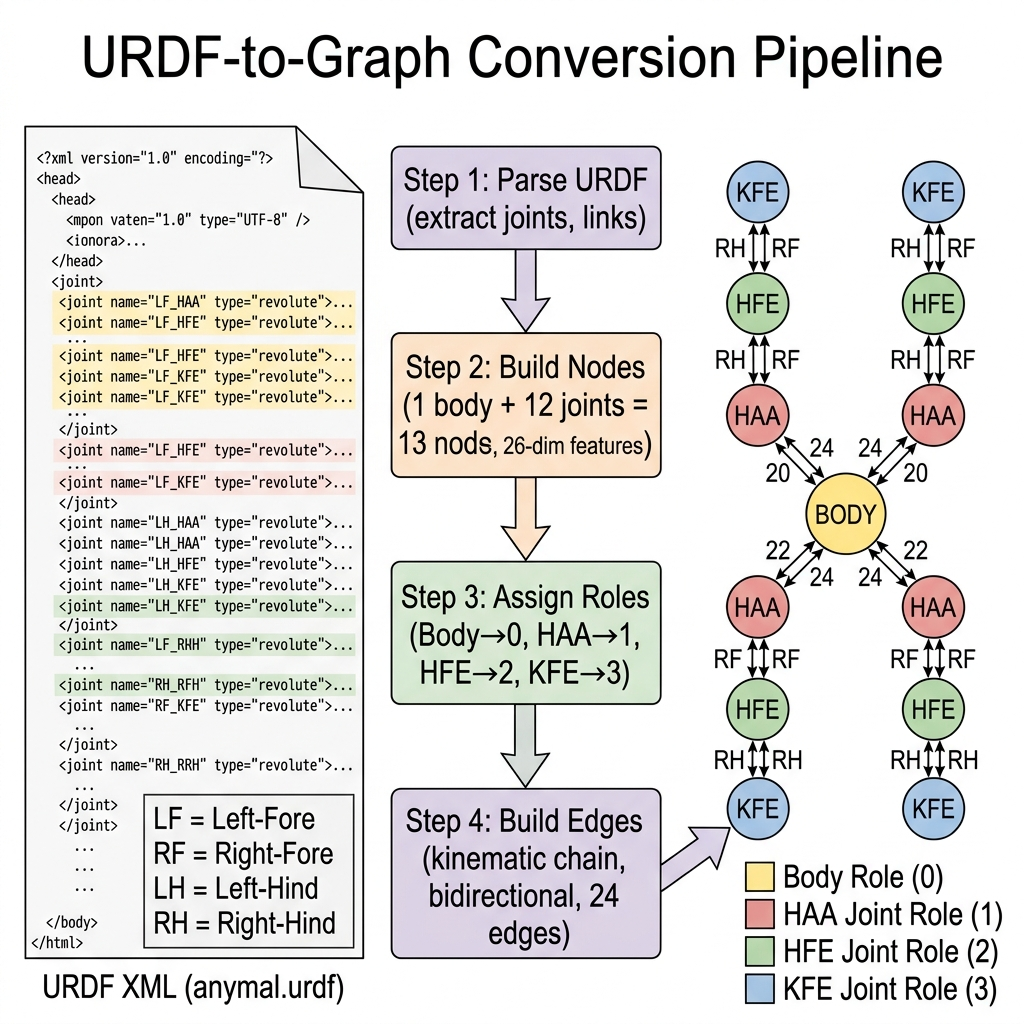 URDF-to-Graph Conversion Pipeline
<?xml version="1.0" encoding="?>
<head>
<head>
<mpon vaten="1.0" type="UTF-8" />
<ionora>...
</head>
<joint>
<joint name="LF_HAA" type="revolute">...
<joint name="LF_HFE" type="revolute">...
...
<joint name="LF_HFE" type="revolute">...
<joint name="LF_KFE" type="revolute">...
<joint name="LF_KFE" type="revolute">...
...
</joint>
<joint name="LF_HFE" type="revolute">...
...
<joint name="LF_KFE" type="revolute">...
</joint>
<joint name="LH_HAA" type="revolute">...
<joint name="LH_HAA" type="revolute">...
<joint name="LH_HFE" type="revolute">...
<joint name="LH_KFE" type="revolute">...
<joint name="LH_KFE" type="revolute">...
</joint>
<joint name="LF_RHH" type="revolute">...
...
<joint name="RH_RFH" type="revolute">...
<joint name="RF_KFE" type="revolute">...
...
</joint>
<joint name="RH_RRH" type="revolute">...
...
</joint>
</joint>
...
...
...
</body>
</html>
LF = Left-Fore
RF = Right-Fore
LH = Left-Hind
RH = Right-Hind
URDF XML (anymal.urdf)
Step 1: Parse URDF
(extract joints, links)
Step 2: Build Nodes
(1 body + 12 joints =
13 nods, 26-dim features)
Step 3: Assign Roles
(Body→0, HAA→1,
HFE→2, KFE→3)
Step 4: Build Edges
(kinematic chain,
bidirectional, 24
edges)
KFE KFE
RH RF RH RF
HFE HFE
RH RF RH RF
HAA HAA
24 24
20 20
BODY
22 22
24 24
HAA HAA
RF RF RF RF
HFE HFE
RH RH RH RH
KFE KFE
Body Role (0)
HAA Joint Role (1)
HFE Joint Role (2)
KFE Joint Role (3)